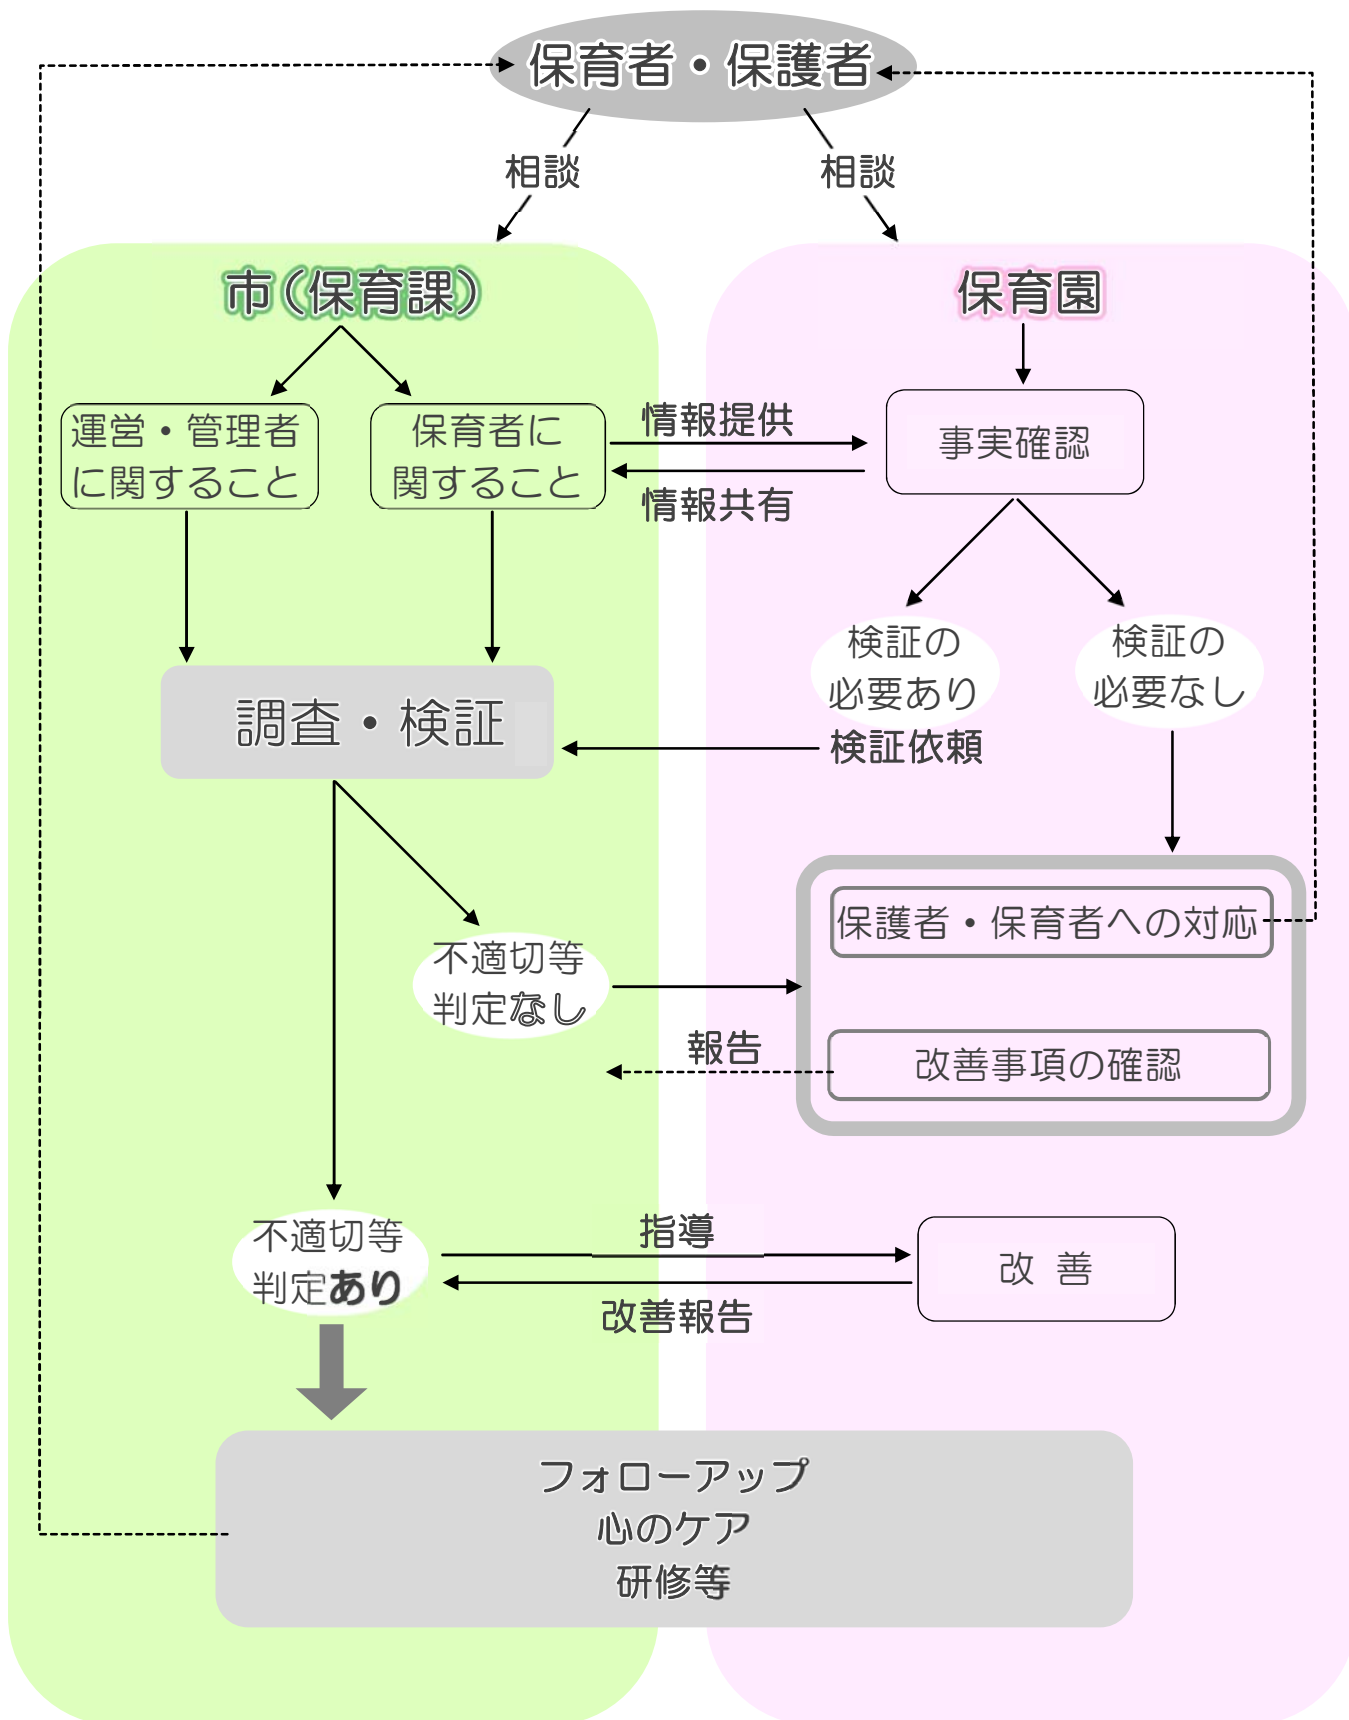 保育者・保護者
相談
相談
市(保育課)
保育園
運営・管理者
に関すること
保育者に
関すること
情報提供
情報共有
事実確認
検証の
必要あり
検証の
必要なし
検証依頼
調査・検証
保護者・保育者への対応
不適切等
判定なし
報告
改善事項の確認
不適切等
判定あり
指導
改善報告
改 善
フォローアップ
心のケア
研修等